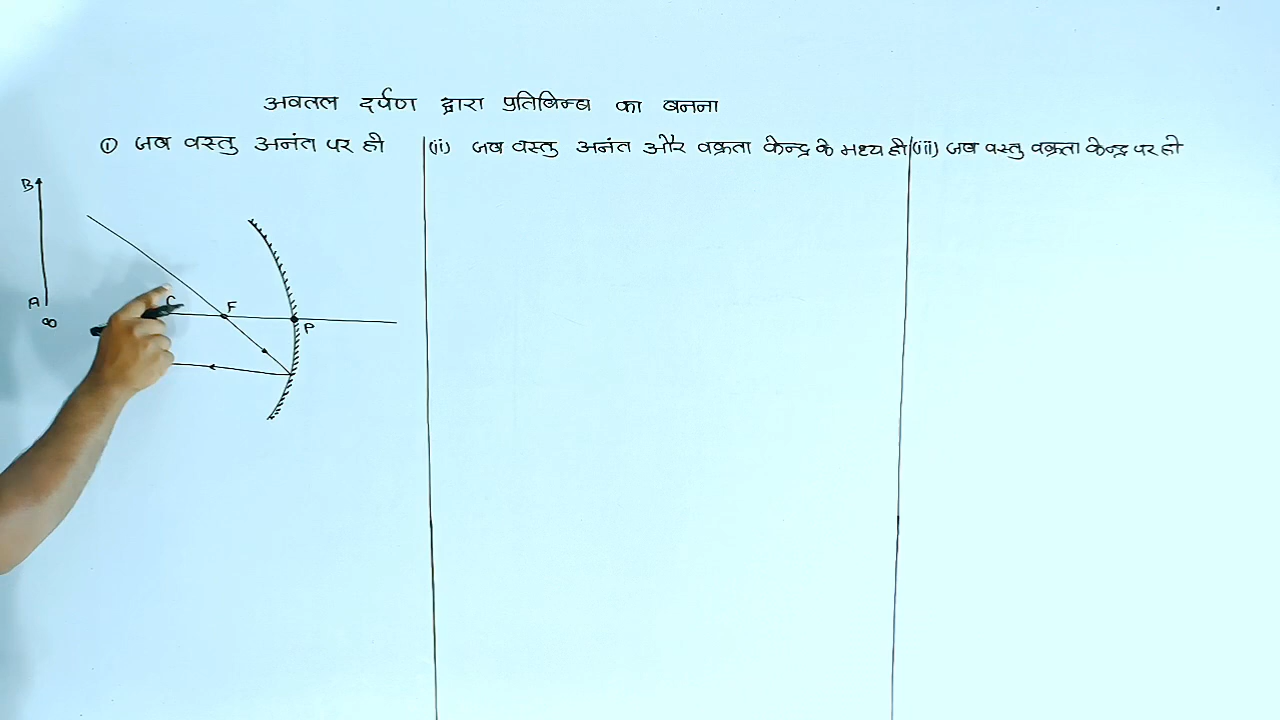 अवतल दर्पण द्वारा प्रतिबिम्ब का बनना
(i) जब वस्तु अनंत पर हो
(ii) जब वस्तु अनंत और वक्रता केन्द्र के मध्य हो
(iii) जब वस्तु वक्रता केन्द्र पर हो
B
A
∞
C
F
P